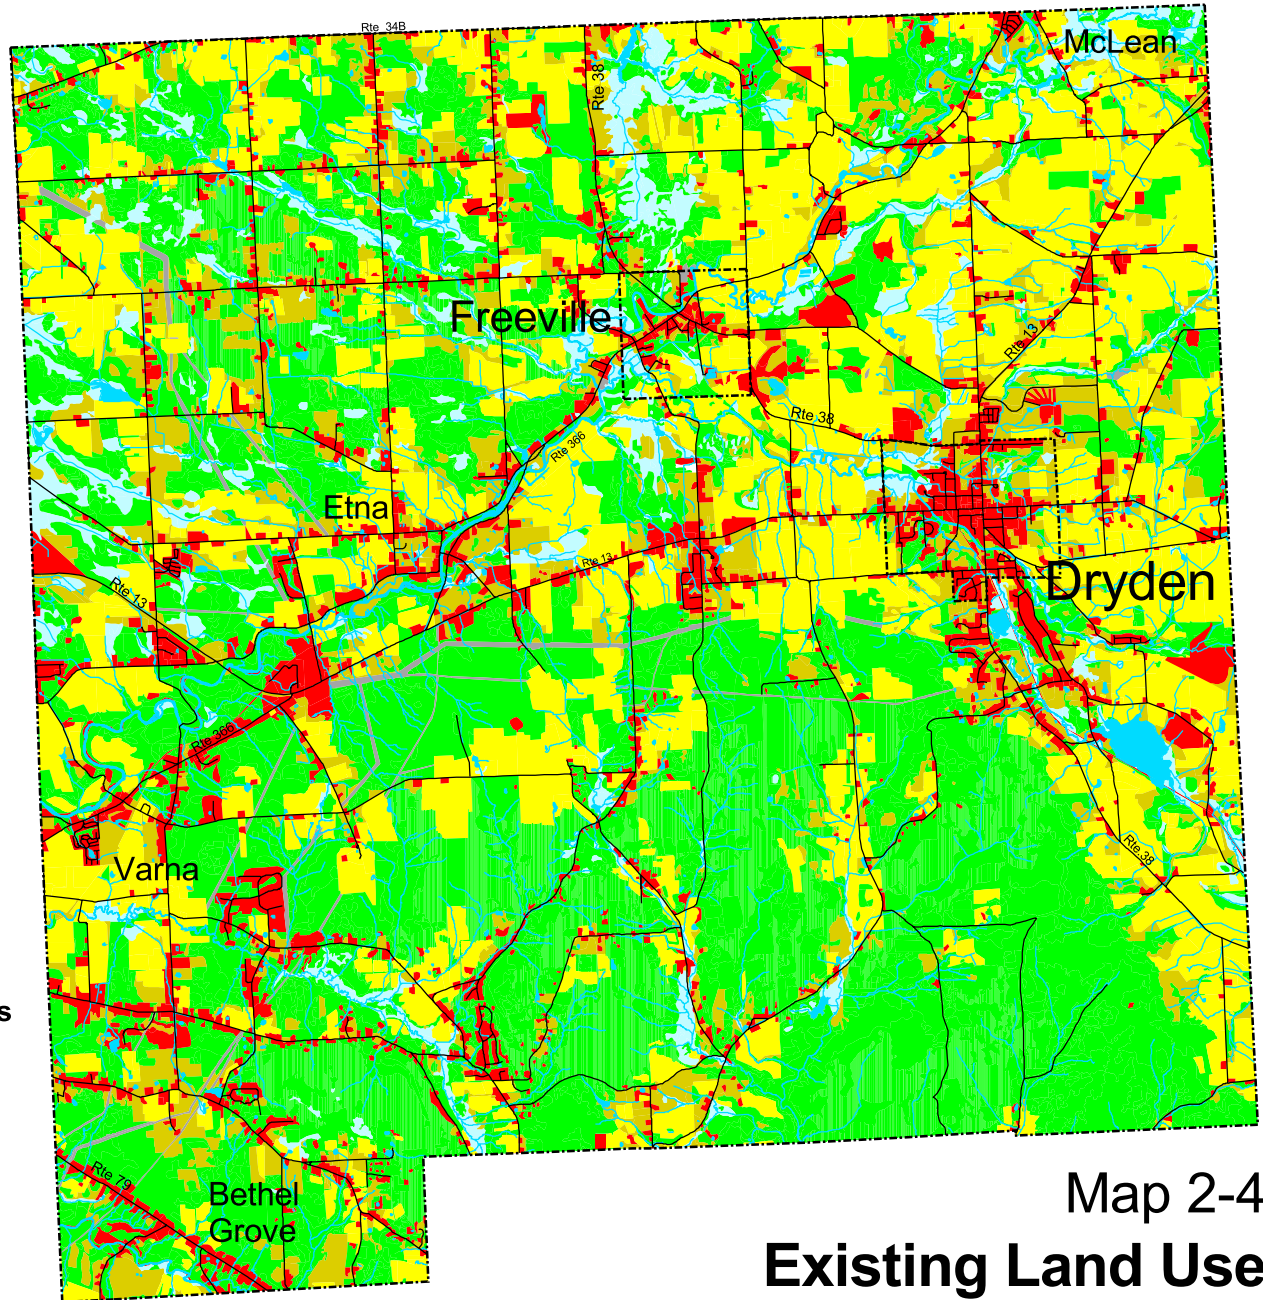 Rte 34B
McLean
Rte 38
Freeville
Rte 13
Rte 38
Rte 366
Etna
Rte 13
Rte 13
Dryden
Rte 366
Varna
Rte 38
s
Rte 79
Bethel
Grove
Map 2-4
Existing Land Use